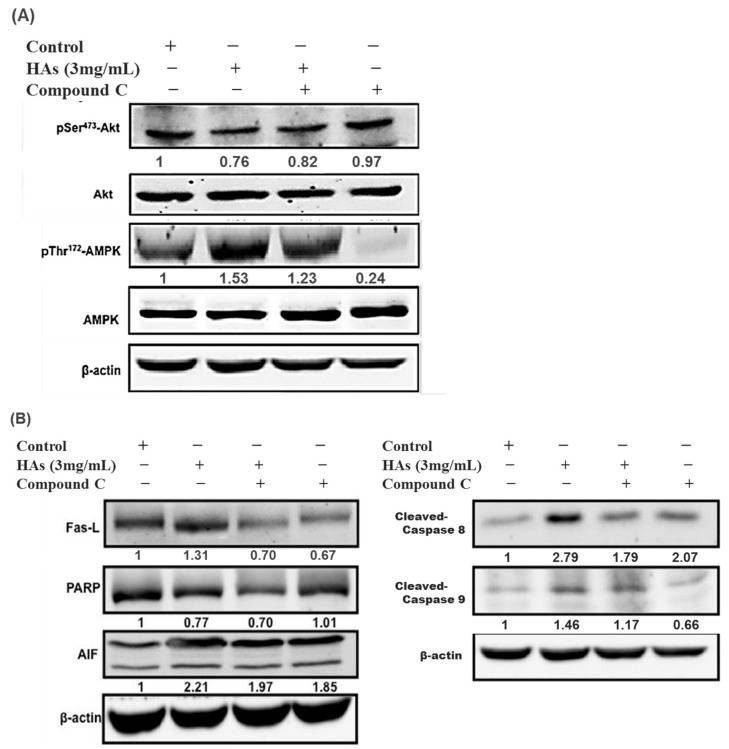 (A)
Control + − − −
HAs (3mg/mL) − + + −
Compound C − − + +
pSer473-Akt
1 0.76 0.82 0.97
Akt
pThr172-AMPK
1 1.53 1.23 0.24
AMPK
β-actin
(B)
Control + − − −
HAs (3mg/mL) − + + −
Compound C − − + +
Fas-L
1 1.31 0.70 0.67
PARP
1 0.77 0.70 1.01
AIF
1 2.21 1.97 1.85
β-actin
Control + − − −
HAs (3mg/mL) − + + −
Compound C − − + +
Cleaved-
Caspase 8
1 2.79 1.79 2.07
Cleaved-
Caspase 9
1 1.46 1.17 0.66
β-actin